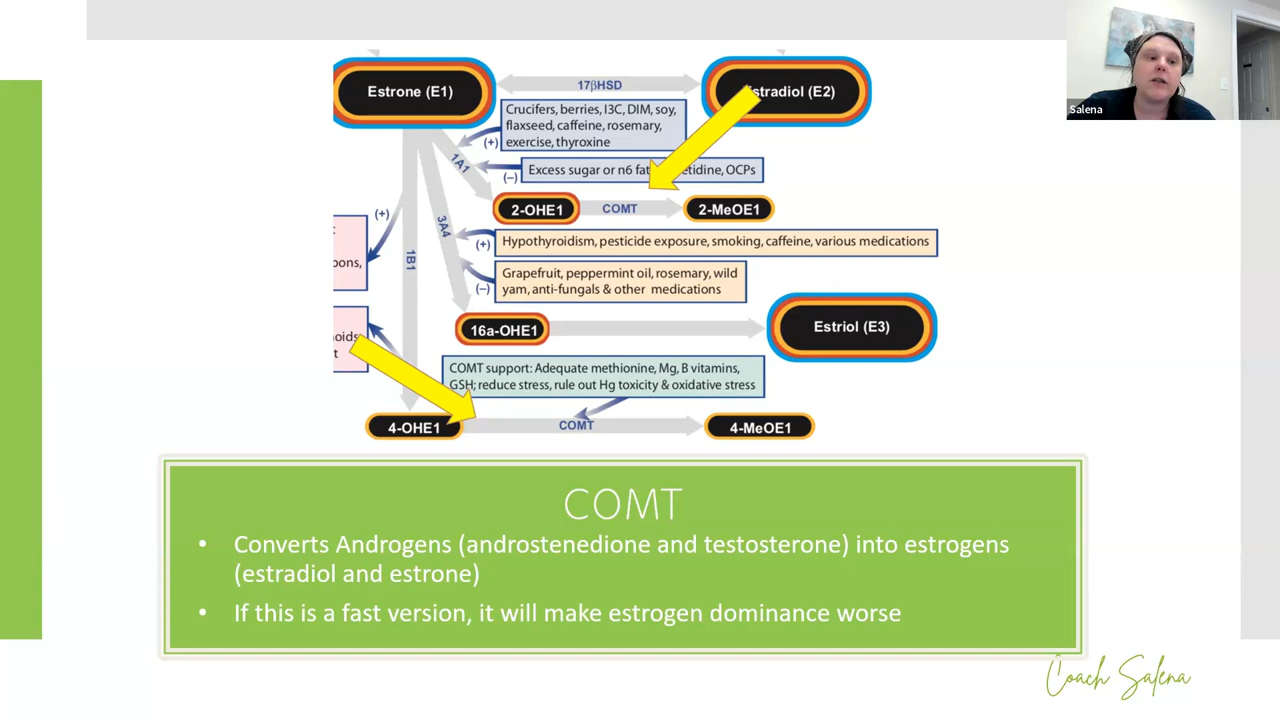 Salena
Estrone (E1)
17βHSD
stradiol (E2)
Crucifers, berries, I3C, DIM, soy,
flaxseed, caffeine, rosemary,
exercise, thyroxine
(+)
1A1
(−)
Excess sugar or n6 fat etidine, OCPs
2-OHE1
COMT
2-MeOE1
(+)
3A4
1B1
(+)
Hypothyroidism, pesticide exposure, smoking, caffeine, various medications
(−)
Grapefruit, peppermint oil, rosemary, wild
yam, anti-fungals & other medications
:
ons,
16a-OHE1
Estriol (E3)
oids
t
COMT support: Adequate methionine, Mg, B vitamins,
GSH; reduce stress, rule out Hg toxicity & oxidative stress
4-OHE1
COMT
4-MeOE1
COMT
• Converts Androgens (androstenedione and testosterone) into estrogens
(estradiol and estrone)
• If this is a fast version, it will make estrogen dominance worse
Coach Salena